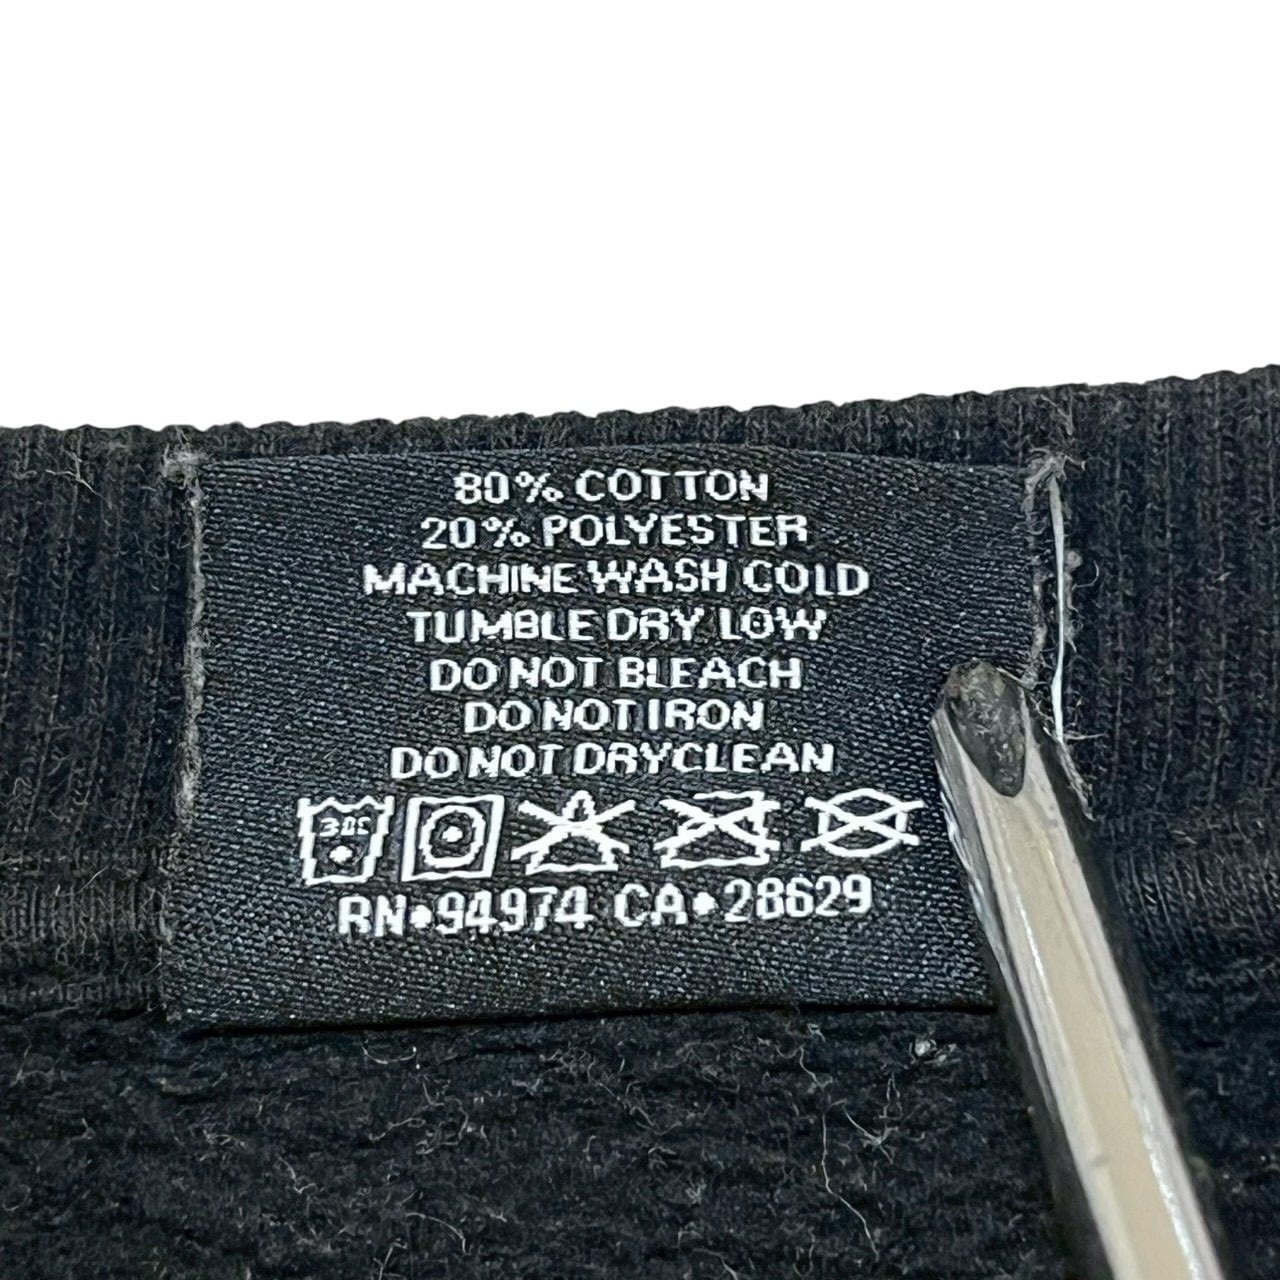 80% COTTON
20% POLYESTER
MACHINE WASH COLD
TUMBLE DRY LOW
DO NOT BLEACH
DO NOT IRON
DO NOT DRYCLEAN
RN•94974 CA•28629